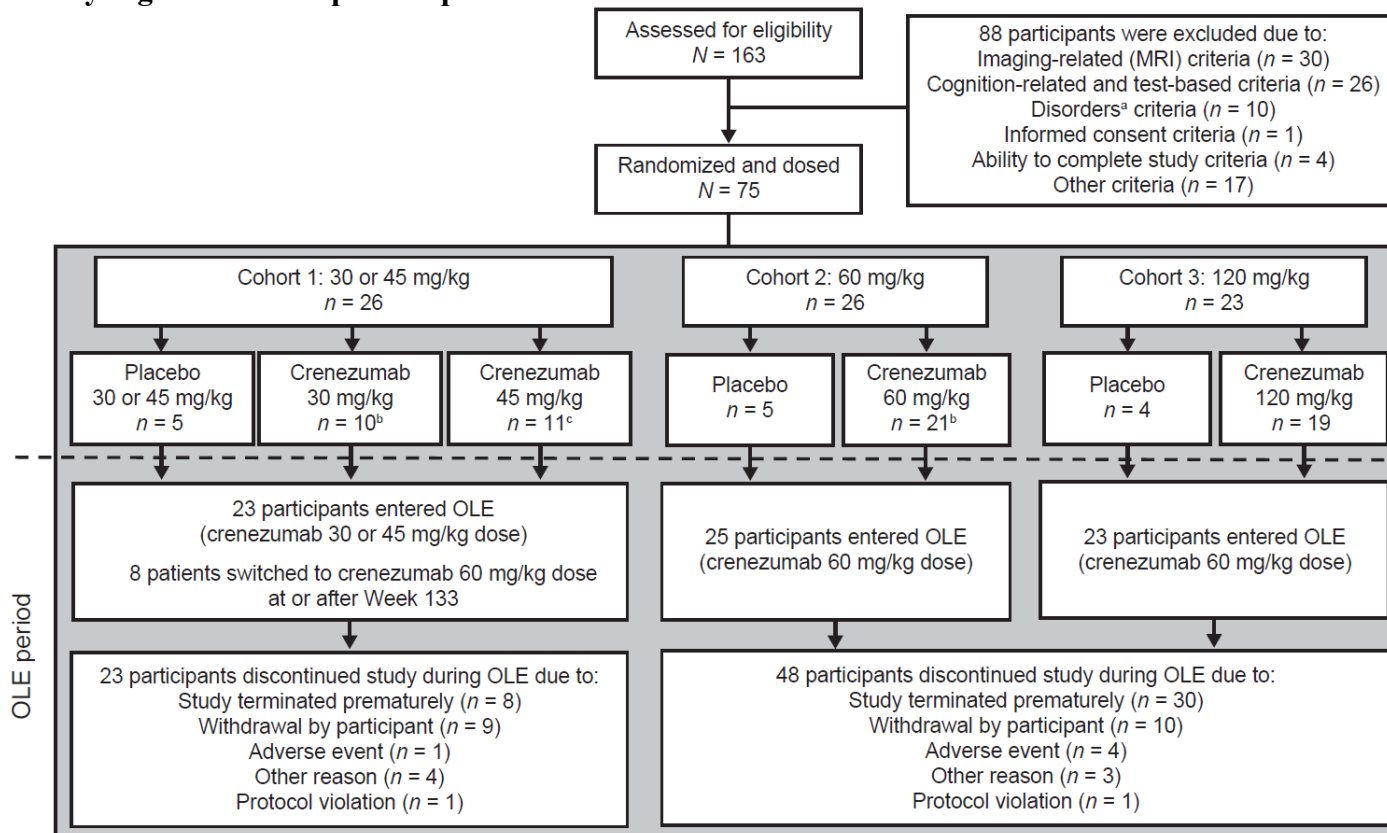 Assessed for eligibility
N = 163
88 participants were excluded due to:
Imaging-related (MRI) criteria (n = 30)
Cognition-related and test-based criteria (n = 26)
Disordersᵃ criteria (n = 10)
Informed consent criteria (n = 1)
Ability to complete study criteria (n = 4)
Other criteria (n = 17)
Randomized and dosed
N = 75
Cohort 1: 30 or 45 mg/kg
n = 26
Cohort 2: 60 mg/kg
n = 26
Cohort 3: 120 mg/kg
n = 23
Placebo
30 or 45 mg/kg
n = 5
Crenezumab
30 mg/kg
n = 10ᵇ
Crenezumab
45 mg/kg
n = 11ᶜ
Placebo
n = 5
Crenezumab
60 mg/kg
n = 21ᵇ
Placebo
n = 4
Crenezumab
120 mg/kg
n = 19
OLE period
23 participants entered OLE
(crenezumab 30 or 45 mg/kg dose)
8 patients switched to crenezumab 60 mg/kg dose
at or after Week 133
25 participants entered OLE
(crenezumab 60 mg/kg dose)
23 participants entered OLE
(crenezumab 60 mg/kg dose)
23 participants discontinued study during OLE due to:
Study terminated prematurely (n = 8)
Withdrawal by participant (n = 9)
Adverse event (n = 1)
Other reason (n = 4)
Protocol violation (n = 1)
48 participants discontinued study during OLE due to:
Study terminated prematurely (n = 30)
Withdrawal by participant (n = 10)
Adverse event (n = 4)
Other reason (n = 3)
Protocol violation (n = 1)